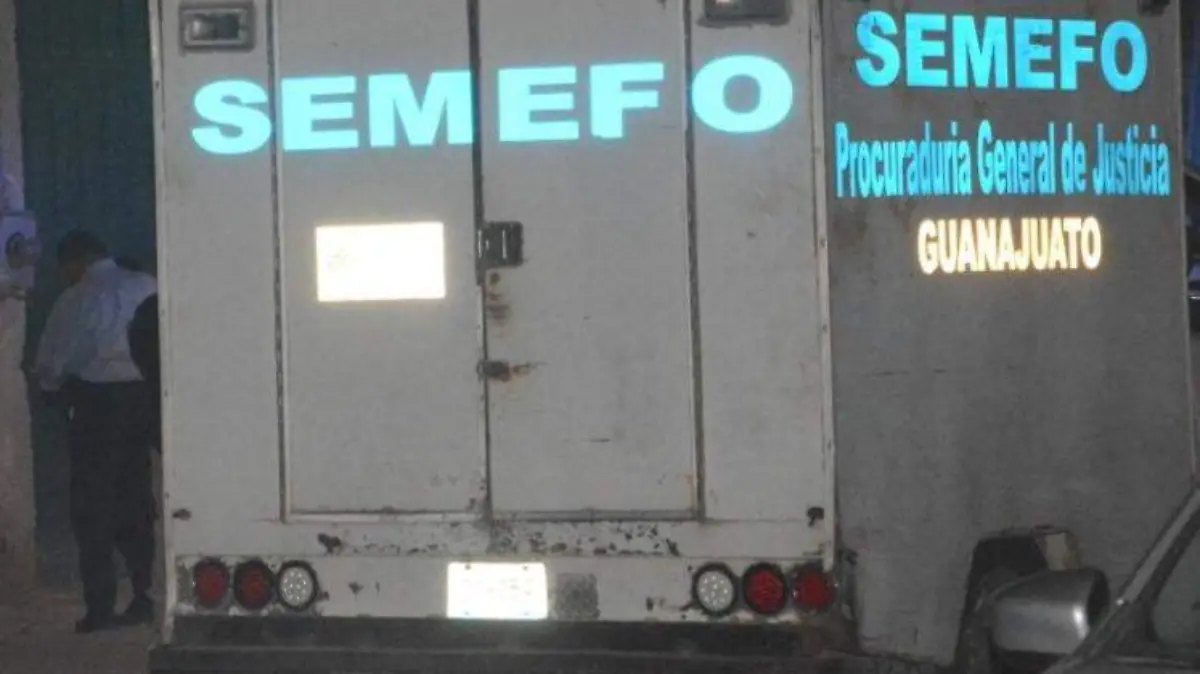 SEMEFO
SEMEFO
Procuraduria General de Justicia
GUANAJUATO